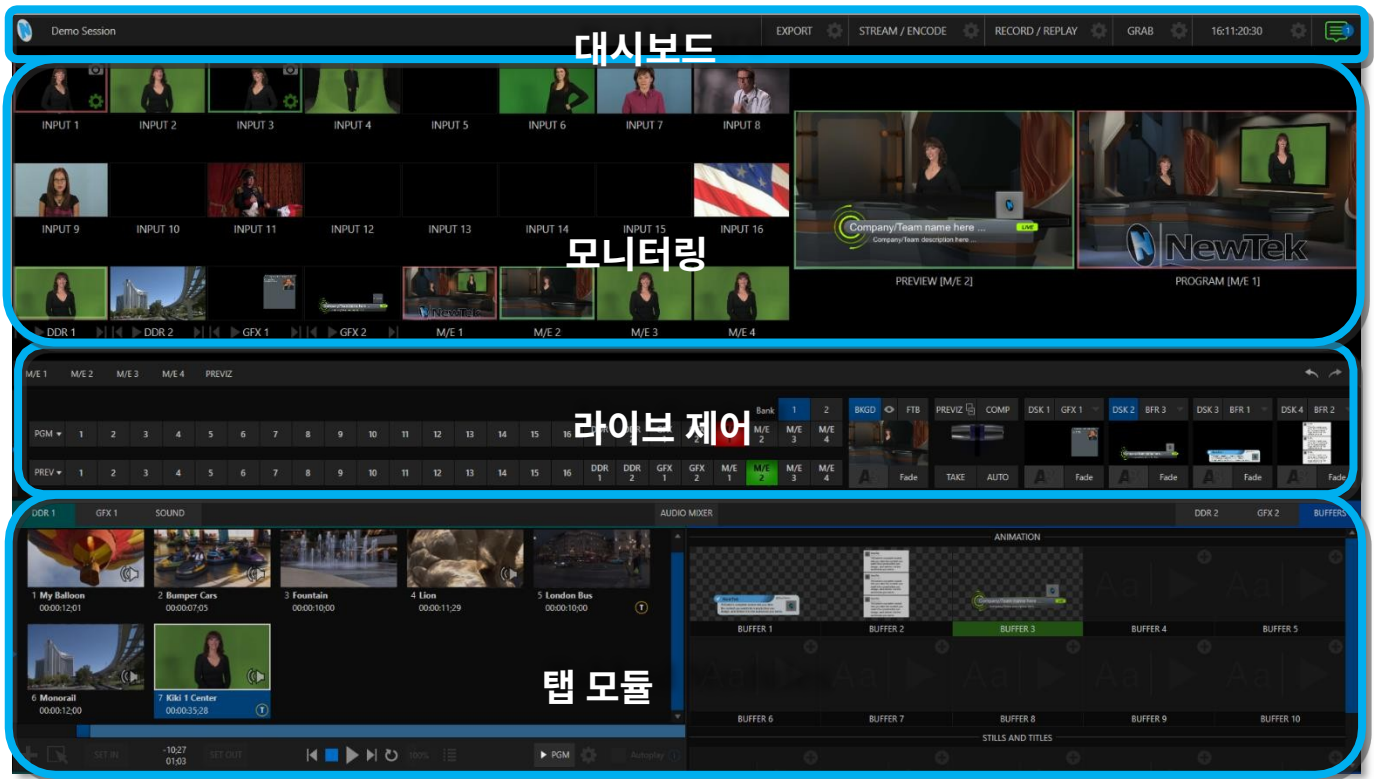 Demo Session
EXPORT
STREAM / ENCODE
RECORD / REPLAY
GRAB
16:11:20:30
1
대시보드
INPUT 1
INPUT 2
INPUT 3
INPUT 4
INPUT 5
INPUT 6
INPUT 7
INPUT 8
INPUT 9
INPUT 10
INPUT 11
INPUT 12
INPUT 13
INPUT 14
INPUT 15
INPUT 16
모니터링
DDR 1
DDR 2
GFX 1
GFX 2
M/E 1
M/E 2
M/E 3
M/E 4
NewTek
Company/Team name here ...
LIVE
Company/Team description here ...
NewTek
PREVIEW [M/E 2]
PROGRAM [M/E 1]
M/E 1
M/E 2
M/E 3
M/E 4
PREVIZ
Bank 1 2
라이브 제어
PGM 1 2 3 4 5 6 7 8 9 10 11 12 13 14 15 16
M/E 2
M/E 3
M/E 4
PREV 1 2 3 4 5 6 7 8 9 10 11 12 13 14 15 16 DDR 1 DDR 2 GFX 1 GFX 2 M/E 1 M/E 2 M/E 3 M/E 4
BKGD
FTB
PREVIZ
COMP
DSK 1 GFX 1
DSK 2 BFR 3
DSK 3 BFR 1
DSK 4 BFR 2
Fade
TAKE
AUTO
Fade
Fade
Fade
Fade
DDR 1
GFX 1
SOUND
AUDIO MIXER
DDR 2
GFX 2
BUFFERS
1 My Balloon
00:00:12;01
2 Bumper Cars
00:00:07;05
3 Fountain
00:00:10;00
4 Lion
00:00:11;29
5 London Bus
00:00:10;00
T
6 Monorail
00:00:12;00
7 Kiki 1 Center
00:00:35;28
T
탭 모듈
ANIMATION
Company/Team name here
BUFFER 1
BUFFER 2
BUFFER 3
BUFFER 4
BUFFER 5
BUFFER 6
BUFFER 7
BUFFER 8
BUFFER 9
BUFFER 10
STILLS AND TITLES
SET IN
-10;27
01;03
SET OUT
100%
PGM
Autoplay